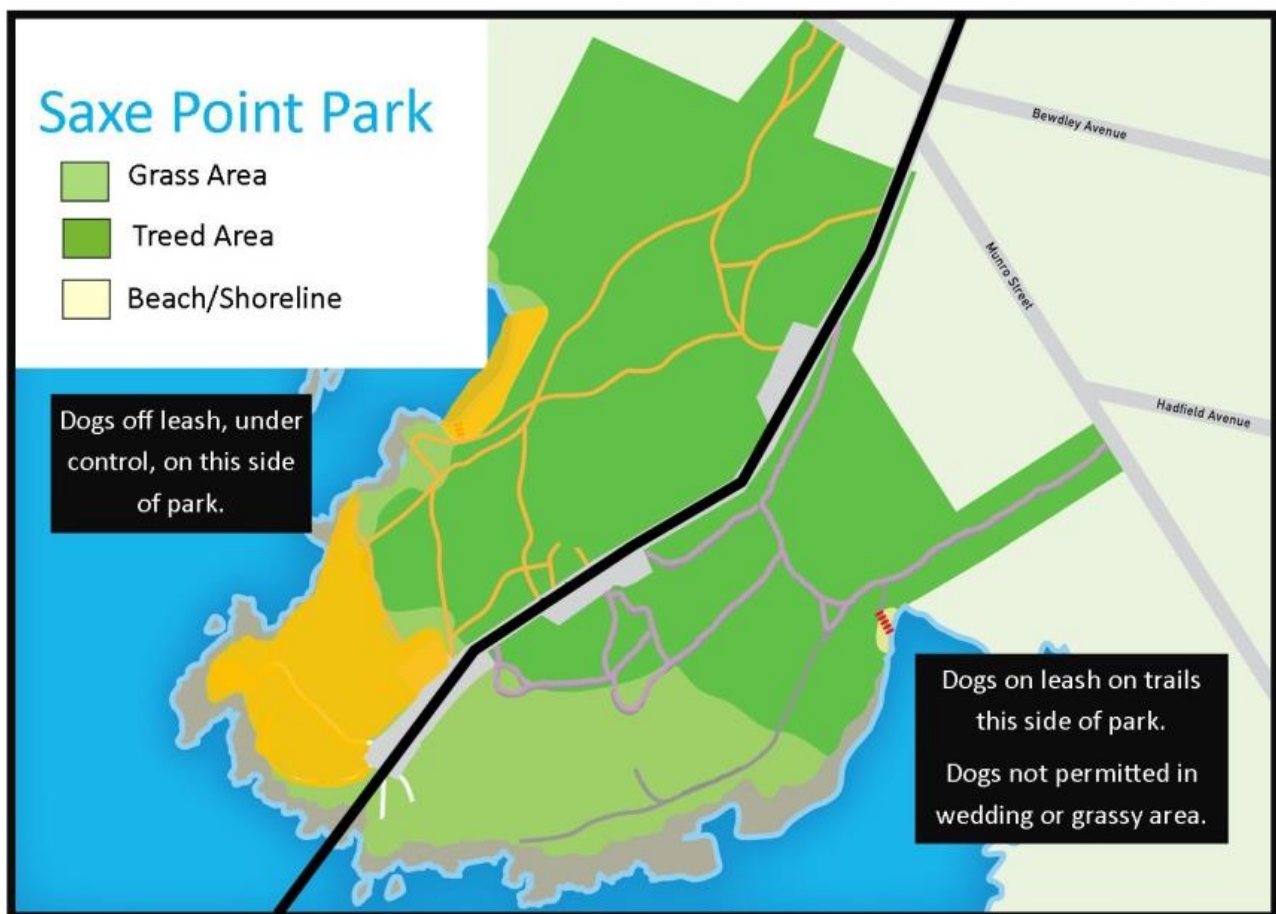 Saxe Point Park
Grass Area
Treed Area
Beach/Shoreline
Dogs off leash, under
control, on this side
of park.
Bewdley Avenue
Munro Street
Hadfield Avenue
Dogs on leash on trails
this side of park.
Dogs not permitted in
wedding or grassy area.